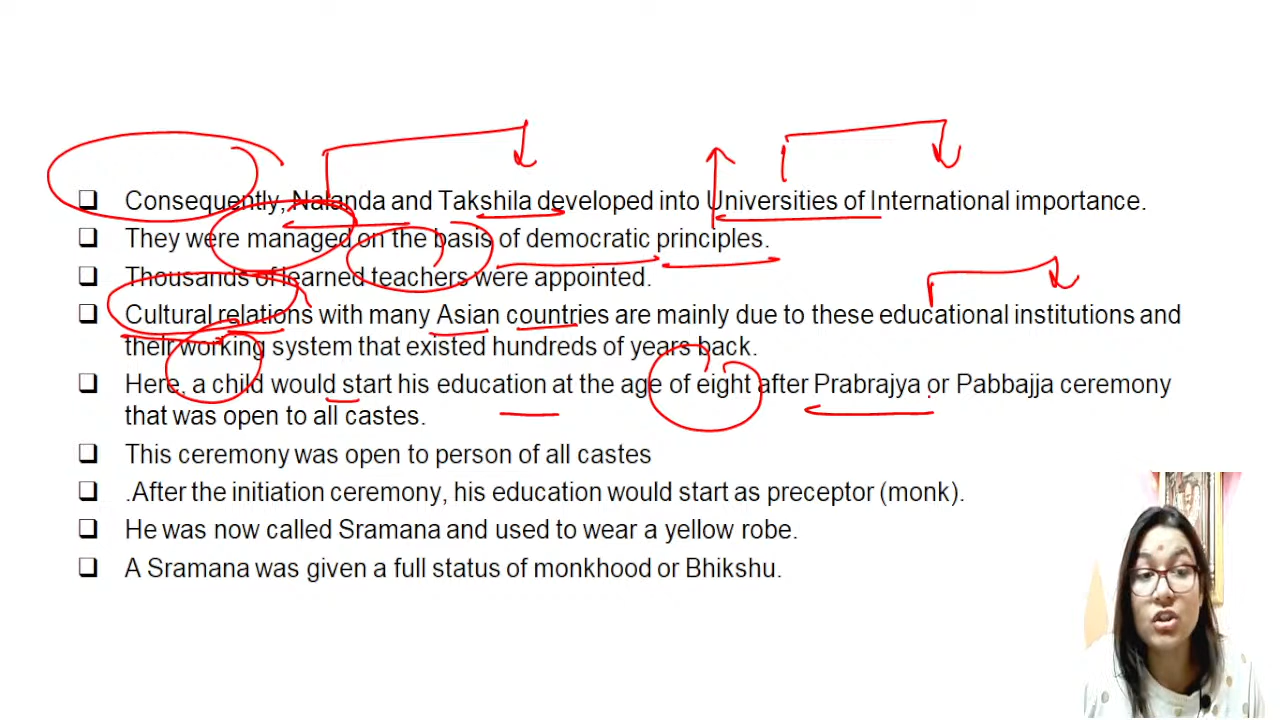 ❑ Consequently, Nalanda and Takshila developed into Universities of International importance.
❑ They were managed on the basis of democratic principles.
❑ Thousands of learned teachers were appointed.
❑ Cultural relations with many Asian countries are mainly due to these educational institutions and
their working system that existed hundreds of years back.
❑ Here, a child would start his education at the age of eight after Prabrajya or Pabbajja ceremony
that was open to all castes.
❑ This ceremony was open to person of all castes
❑ .After the initiation ceremony, his education would start as preceptor (monk).
❑ He was now called Sramana and used to wear a yellow robe.
❑ A Sramana was given a full status of monkhood or Bhikshu.